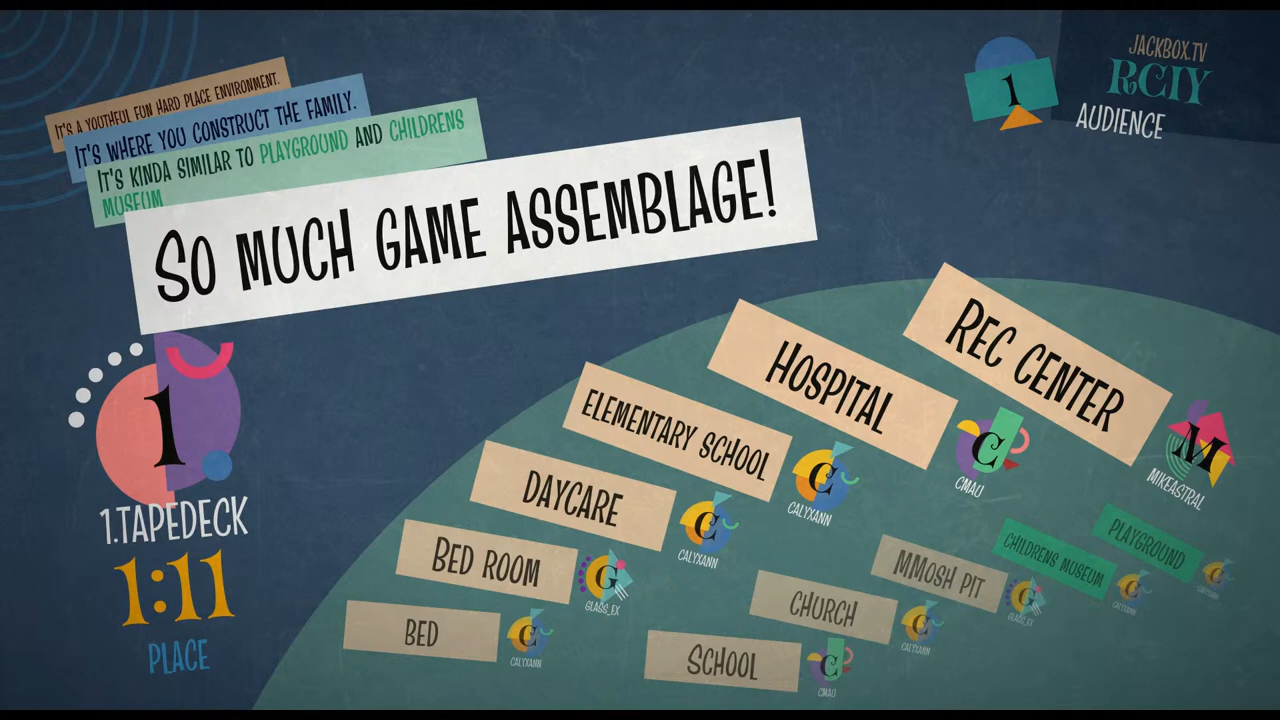 IT'S A YOUTHFUL FUN HARD PLACE ENVIRONMENT.
IT'S WHERE YOU CONSTRUCT THE FAMILY.
IT'S KINDA SIMILAR TO PLAYGROUND AND CHILDRENS
MUSEUM
SO MUCH GAME ASSEMBLAGE!
JACKBOX.TV
RCIY
AUDIENCE
1
1
1.TAPEDECK
1:11
PLACE
REC CENTER
M
MIKEASTRAL
HOSPITAL
C
CMAU
ELEMENTARY SCHOOL
C
CALYXANN
DAYCARE
C
CALYXANN
BED ROOM
G
GLASS_EX
BED
C
CALYXANN
PLAYGROUND
C
CALYXANN
CHILDRENS MUSEUM
C
CALYXANN
MMOSH PIT
G
GLASS_EX
CHURCH
C
CALYXANN
SCHOOL
C
CMAU